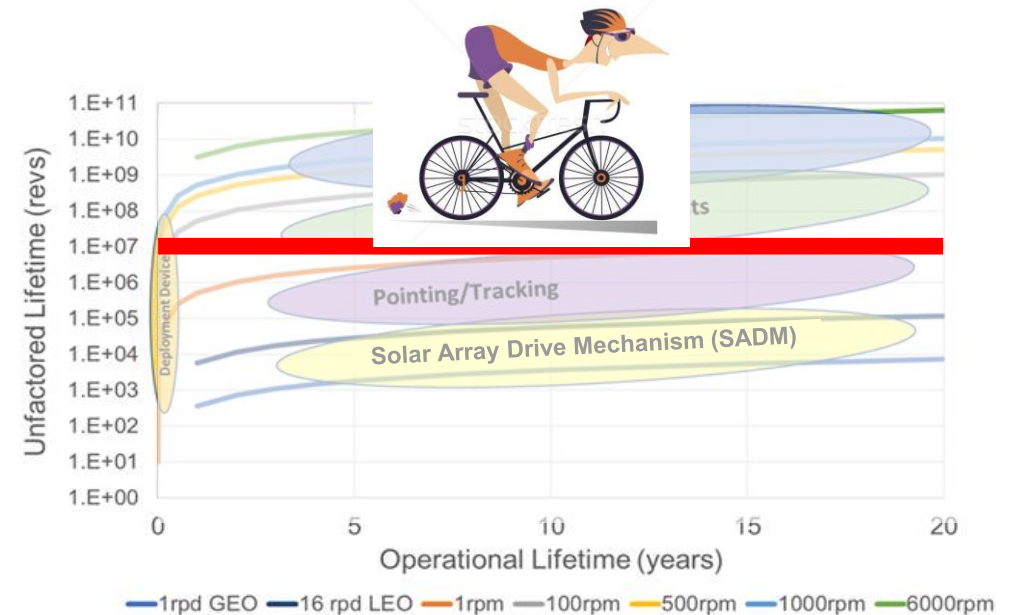 1.E+11
1.E+10
1.E+09
1.E+08
1.E+07
1.E+06
1.E+05
1.E+04
1.E+03
1.E+02
1.E+01
1.E+00
Unfactored Lifetime (revs)
ts
Deployment Device
Pointing/Tracking
Solar Array Drive Mechanism (SADM)
0 5 10 15 20
Operational Lifetime (years)
1rpd GEO 16 rpd LEO 1rpm 100rpm 500rpm 1000rpm 6000rpm